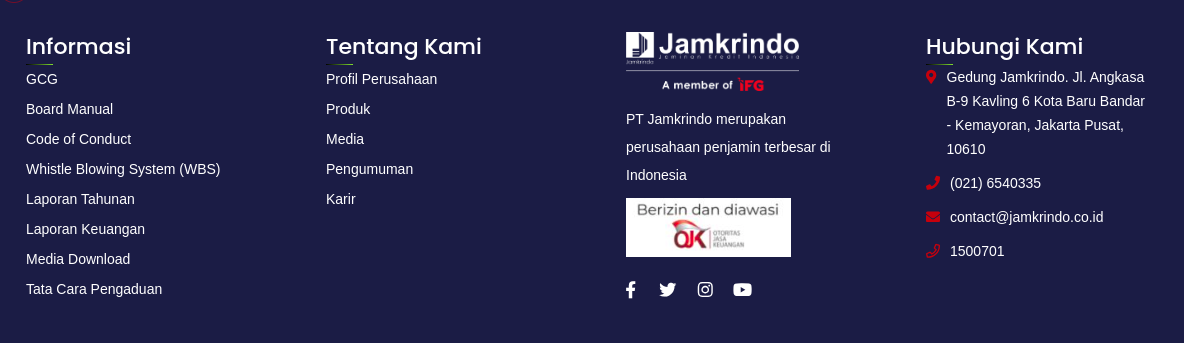 Informasi
GCG
Board Manual
Code of Conduct
Whistle Blowing System (WBS)
Laporan Tahunan
Laporan Keuangan
Media Download
Tata Cara Pengaduan
Tentang Kami
Profil Perusahaan
Produk
Media
Pengumuman
Karir
Jamkrindo
Jaminan Kredit Indonesia
Jamkrindo
A member of IFG
PT Jamkrindo merupakan
perusahaan penjamin terbesar di
Indonesia
Berizin dan diawasi
OJK
OTORITAS
JASA
KEUANGAN
Hubungi Kami
Gedung Jamkrindo. Jl. Angkasa
B-9 Kavling 6 Kota Baru Bandar
- Kemayoran, Jakarta Pusat,
10610
(021) 6540335
contact@jamkrindo.co.id
1500701